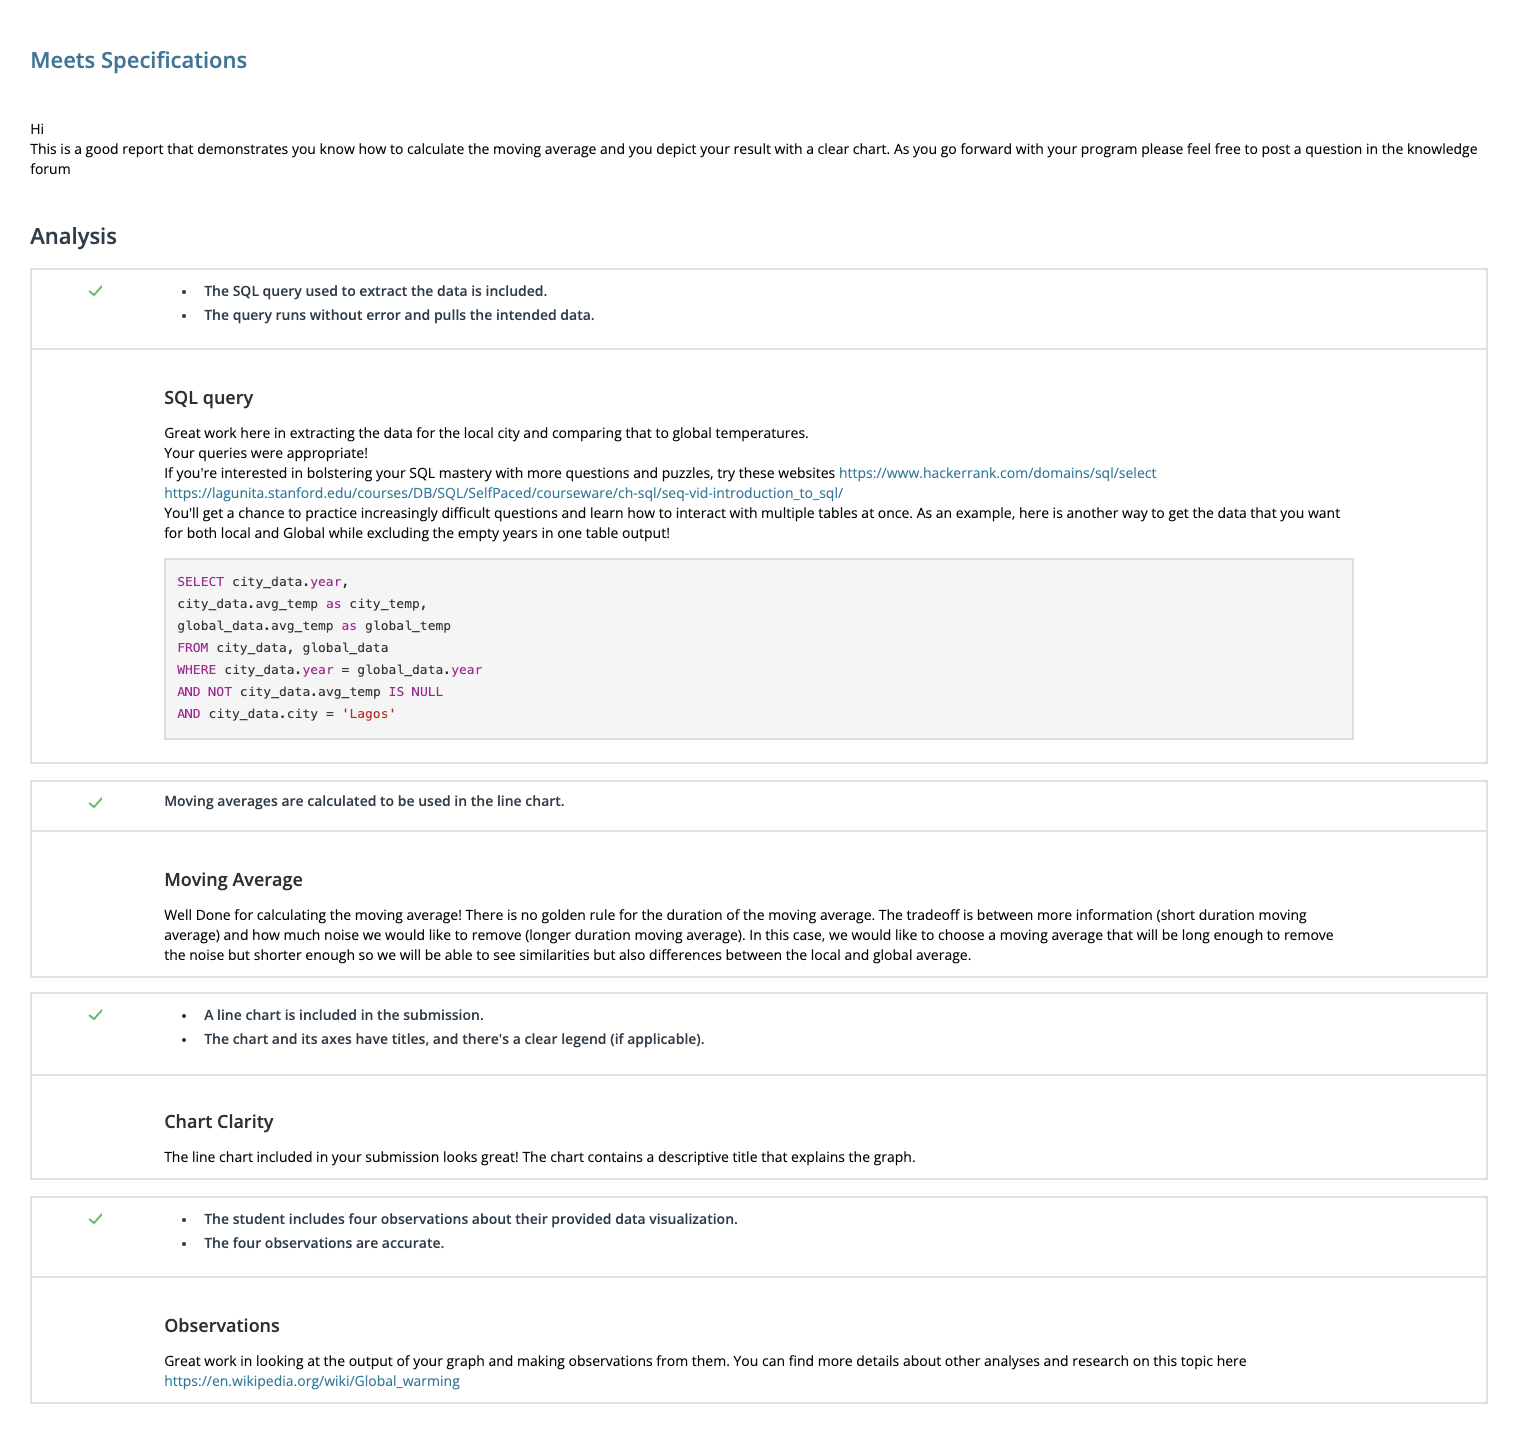 Meets Specifications
Hi
This is a good report that demonstrates you know how to calculate the moving average and you depict your result with a clear chart. As you go forward with your program please feel free to post a question in the knowledge
forum
Analysis
• The SQL query used to extract the data is included.
• The query runs without error and pulls the intended data.
SQL query
Great work here in extracting the data for the local city and comparing that to global temperatures.
Your queries were appropriate!
If you're interested in bolstering your SQL mastery with more questions and puzzles, try these websites https://www.hackerrank.com/domains/sql/select
https://lagunita.stanford.edu/courses/DB/SQL/SelfPaced/courseware/ch-sql/seq-vid-introduction_to_sql/
You'll get a chance to practice increasingly difficult questions and learn how to interact with multiple tables at once. As an example, here is another way to get the data that you want
for both local and Global while excluding the empty years in one table output!
SELECT city_data.year,
city_data.avg_temp as city_temp,
global_data.avg_temp as global_temp
FROM city_data, global_data
WHERE city_data.year = global_data.year
AND NOT city_data.avg_temp IS NULL
AND city_data.city = 'Lagos'
Moving averages are calculated to be used in the line chart.
Moving Average
Well Done for calculating the moving average! There is no golden rule for the duration of the moving average. The tradeoff is between more information (short duration moving
average) and how much noise we would like to remove (longer duration moving average). In this case, we would like to choose a moving average that will be long enough to remove
the noise but shorter enough so we will be able to see similarities but also differences between the local and global average.
• A line chart is included in the submission.
• The chart and its axes have titles, and there's a clear legend (if applicable).
Chart Clarity
The line chart included in your submission looks great! The chart contains a descriptive title that explains the graph.
• The student includes four observations about their provided data visualization.
• The four observations are accurate.
Observations
Great work in looking at the output of your graph and making observations from them. You can find more details about other analyses and research on this topic here
https://en.wikipedia.org/wiki/Global_warming